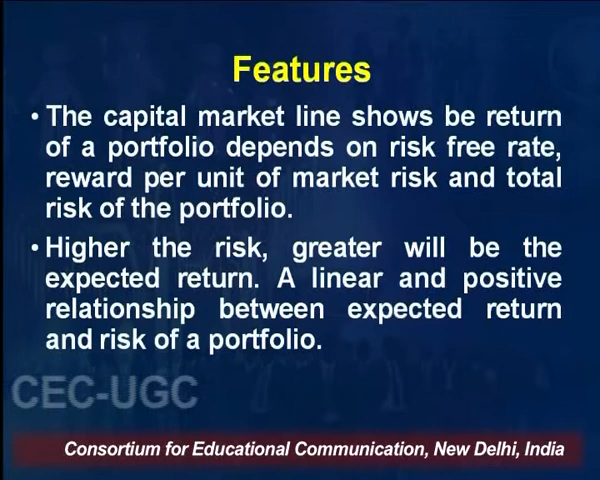 Features
• The capital market line shows be return
of a portfolio depends on risk free rate,
reward per unit of market risk and total
risk of the portfolio.
• Higher the risk, greater will be the
expected return. A linear and positive
relationship between expected return
and risk of a portfolio.
CEC-UGC
Consortium for Educational Communication, New Delhi, India